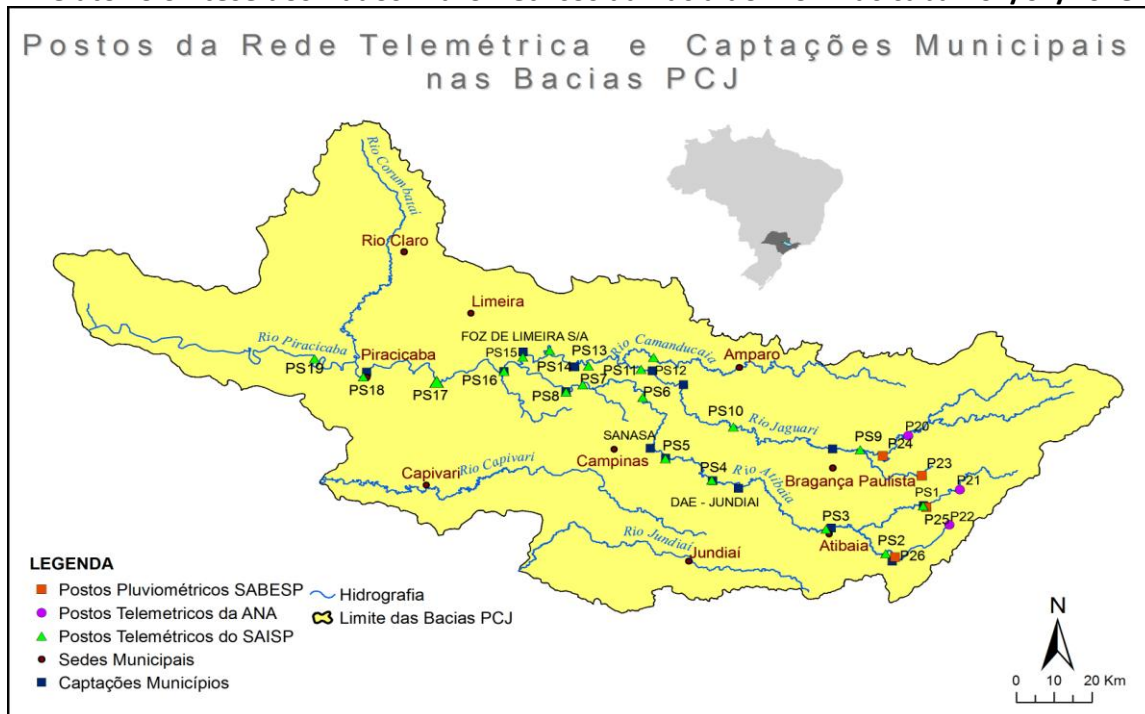 Postos da Rede Telemétrica e Captações Municipais
nas Bacias PCJ
Rio Corumbataí
Rio Claro
Limeira
FOZ DE LIMEIRA S/A
Rio Piracicaba
Piracicaba
PS19
PS18
PS17
PS16
PS15
PS14
PS13
Rio Camanducaia
PS11
PS12
Amparo
PS7
PS8
PS6
PS10
Rio Jaguari
P20
PS9
P24
SANASA
PS5
Campinas
Rio Capivari
Capivari
PS4
Rio Atibaia
Bragança Paulista
P23
PS1
P21
DAE - JUNDIAI
P25
P22
PS3
Atibaia
PS2
P26
Rio Jundiaí
Jundiaí
LEGENDA
Postos Pluviométricos SABESP
Hidrografia
Postos Telemetricos da ANA
Limite das Bacias PCJ
Postos Telemétricos do SAISP
Sedes Municipais
Captações Municípios
N
0 10 20 Km